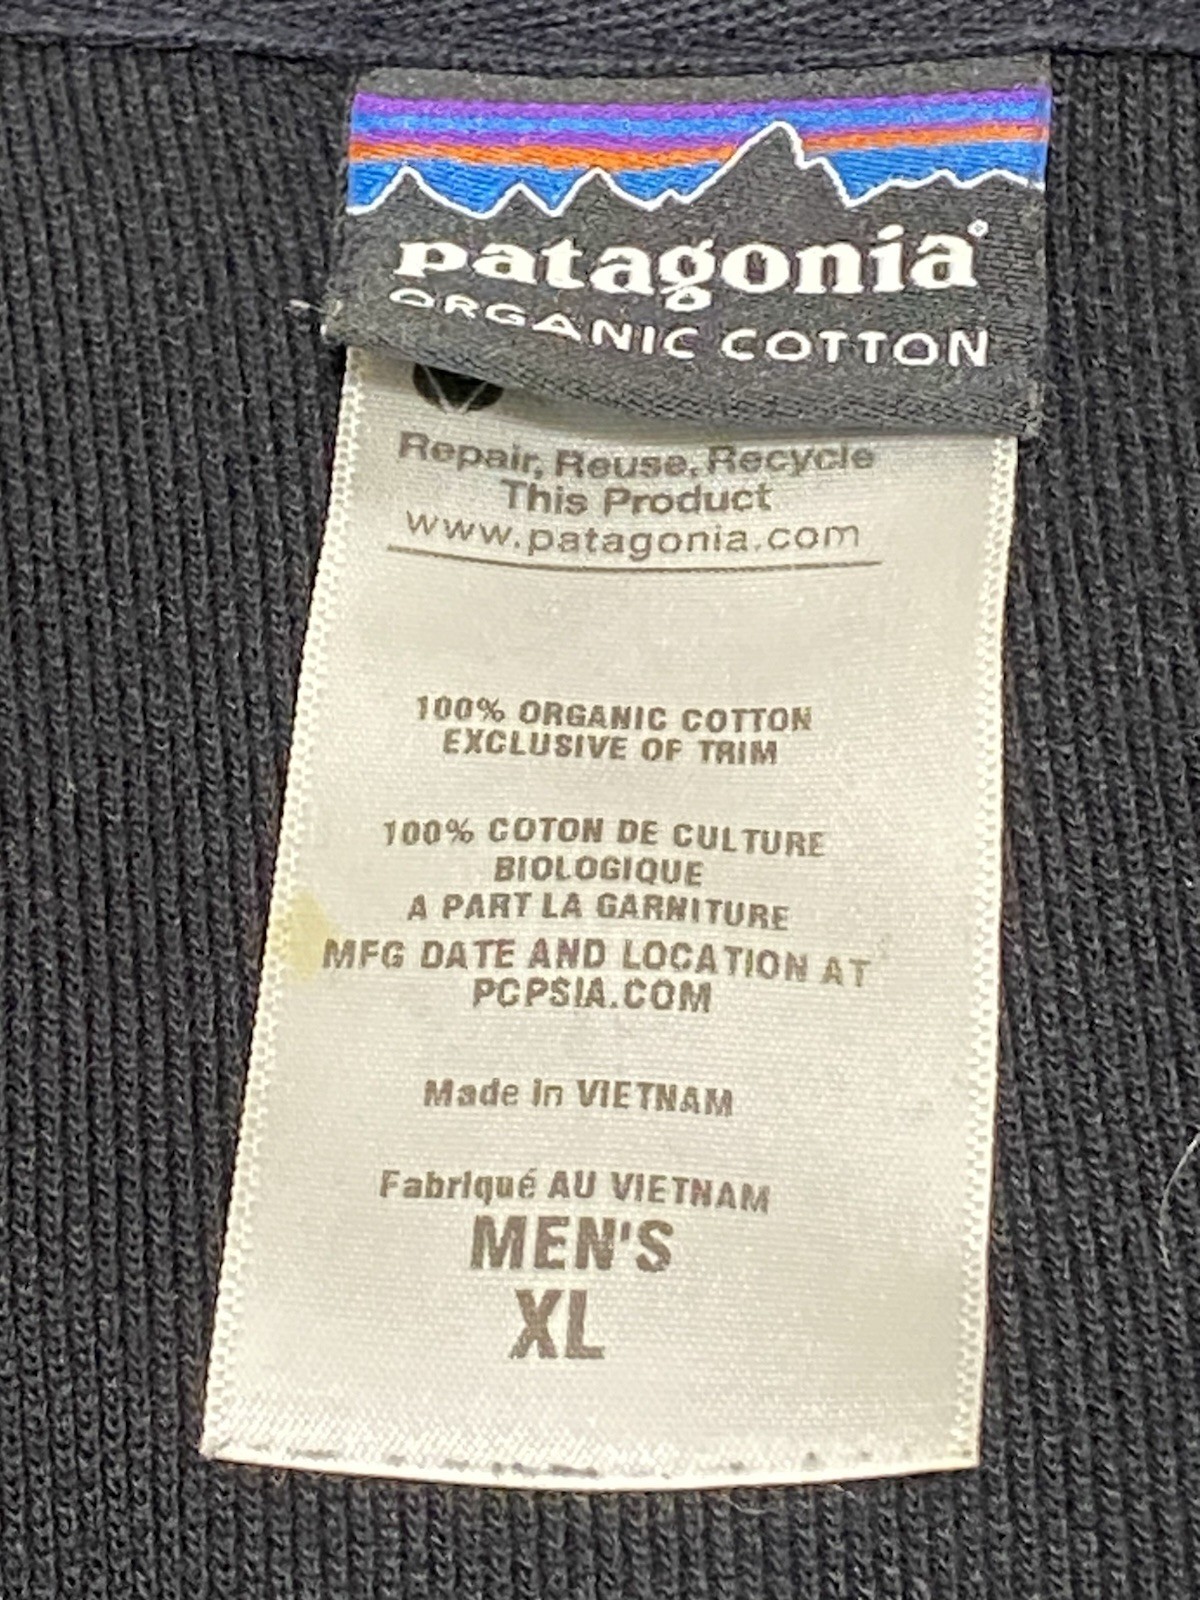 patagonia®
ORGANIC COTTON
Repair, Reuse, Recycle
This Product
www.patagonia.com
100% ORGANIC COTTON
EXCLUSIVE OF TRIM
100% COTON DE CULTURE
BIOLOGIQUE
A PART LA GARNITURE
MFG DATE AND LOCATION AT
PCPSIA.COM
Made in VIETNAM
Fabriqué AU VIETNAM
MEN'S
XL